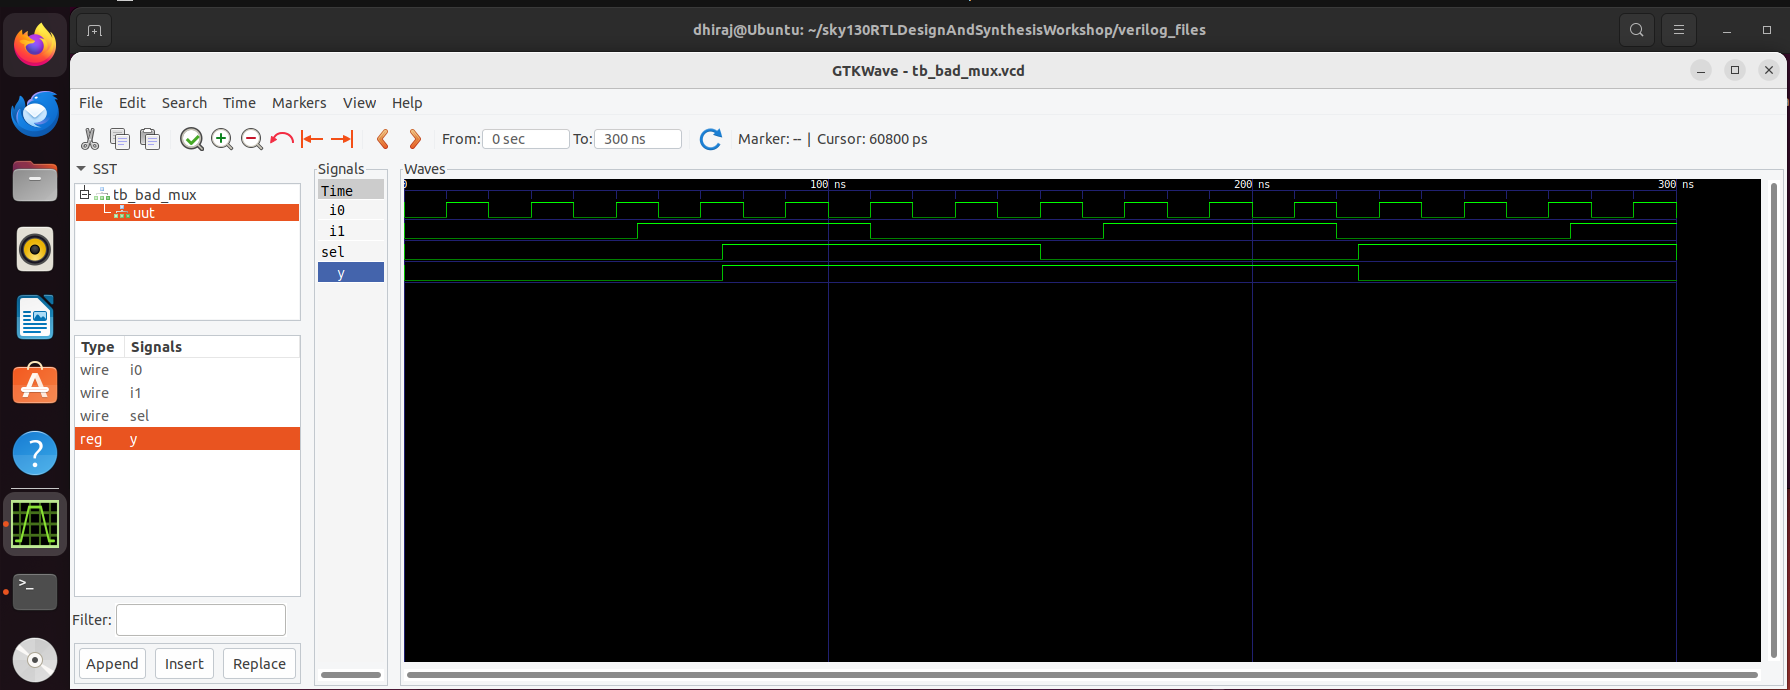 dhiraj@Ubuntu: ~/sky130RTLDesignAndSynthesisWorkshop/verilog_files
GTKWave - tb_bad_mux.vcd
File Edit Search Time Markers View Help
From: 0 sec To: 300 ns Marker: -- | Cursor: 60800 ps
SST
tb_bad_mux
uut
Type Signals
wire i0
wire i1
wire sel
reg y
Filter:
Append Insert Replace
Signals
Time
i0
i1
sel
y
Waves
0 100 ns 200 ns 300 ns